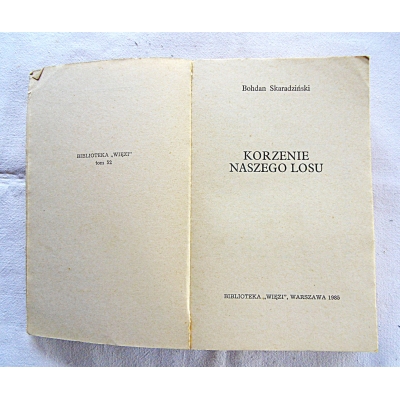 BIBLIOTEKA „WIĘZI"
tom 52
Bohdan Skaradziński
KORZENIE
NASZEGO LOSU
BIBLIOTEKA „WIĘZI", WARSZAWA 1985